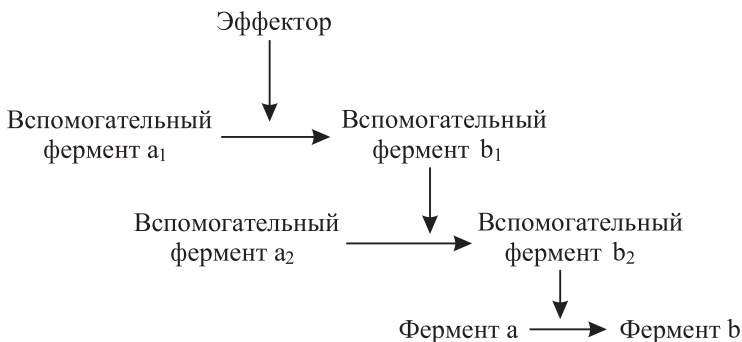 Эффектор
Вспомогательный
фермент a₁
Вспомогательный
фермент b₁
Вспомогательный
фермент a₂
Вспомогательный
фермент b₂
Фермент a
Фермент b